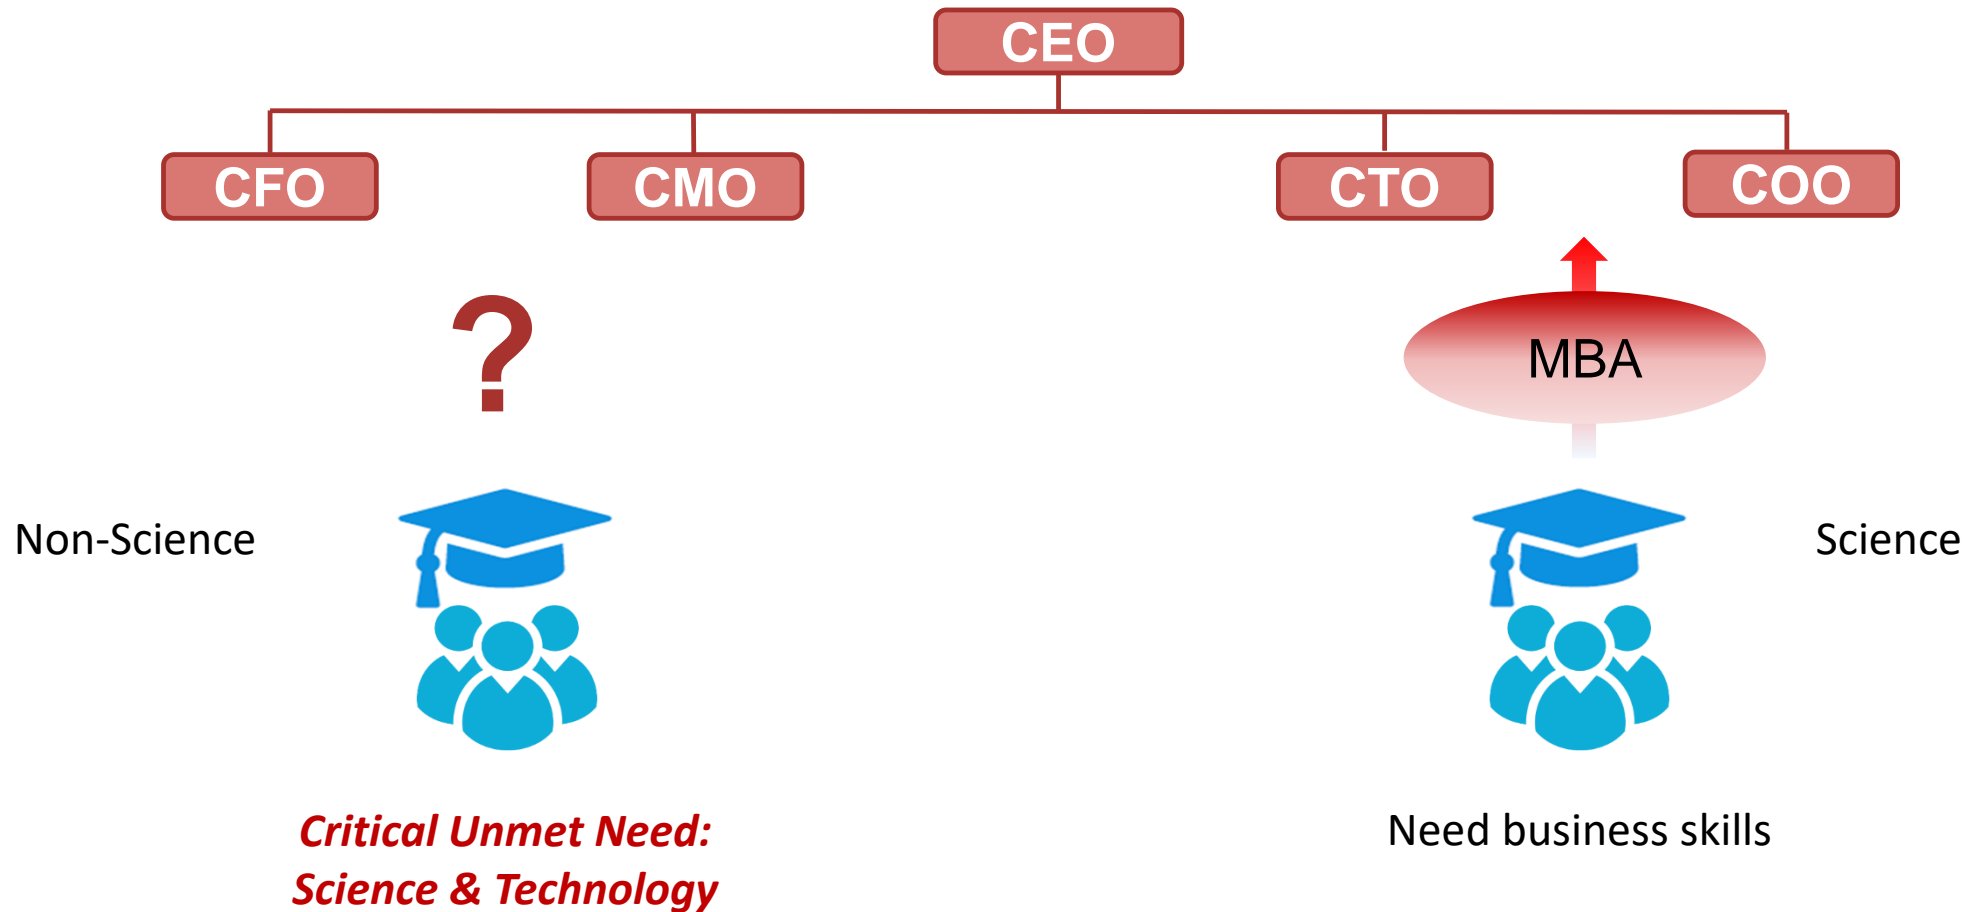 CEO
CFO
CMO
CTO
COO
?
MBA
Non-Science
Science
Critical Unmet Need:
Science & Technology
Need business skills